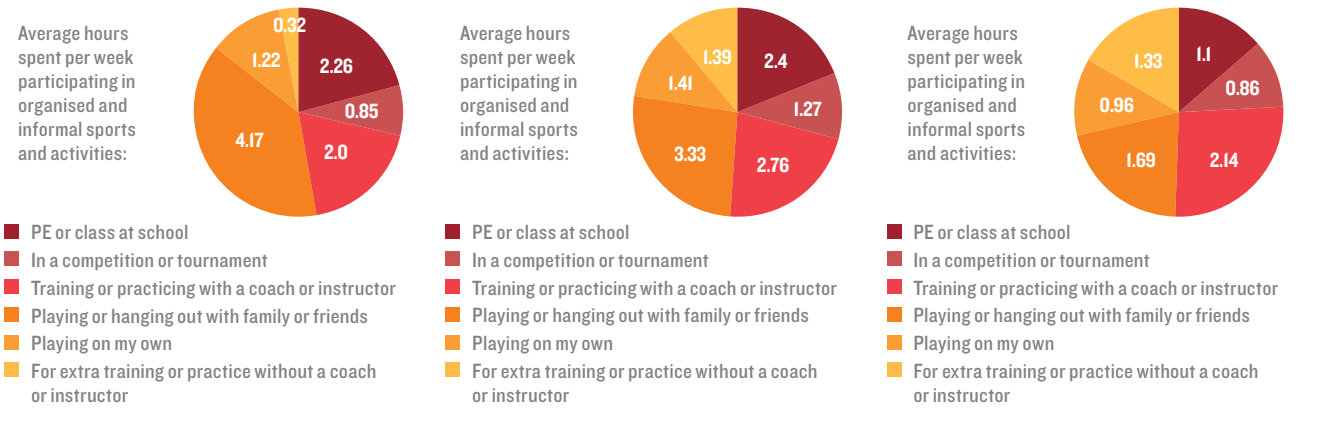 Average hours
spent per week
participating in
organised and
informal sports
and activities:
0.32
2.26
1.22
0.85
4.17
2.0
PE or class at school
In a competition or tournament
Training or practicing with a coach or instructor
Playing or hanging out with family or friends
Playing on my own
For extra training or practice without a coach
or instructor
Average hours
spent per week
participating in
organised and
informal sports
and activities:
1.39
2.4
1.41
1.27
3.33
2.76
PE or class at school
In a competition or tournament
Training or practicing with a coach or instructor
Playing or hanging out with family or friends
Playing on my own
For extra training or practice without a coach
or instructor
Average hours
spent per week
participating in
organised and
informal sports
and activities:
1.33
1.1
0.96
0.86
1.69
2.14
PE or class at school
In a competition or tournament
Training or practicing with a coach or instructor
Playing or hanging out with family or friends
Playing on my own
For extra training or practice without a coach
or instructor